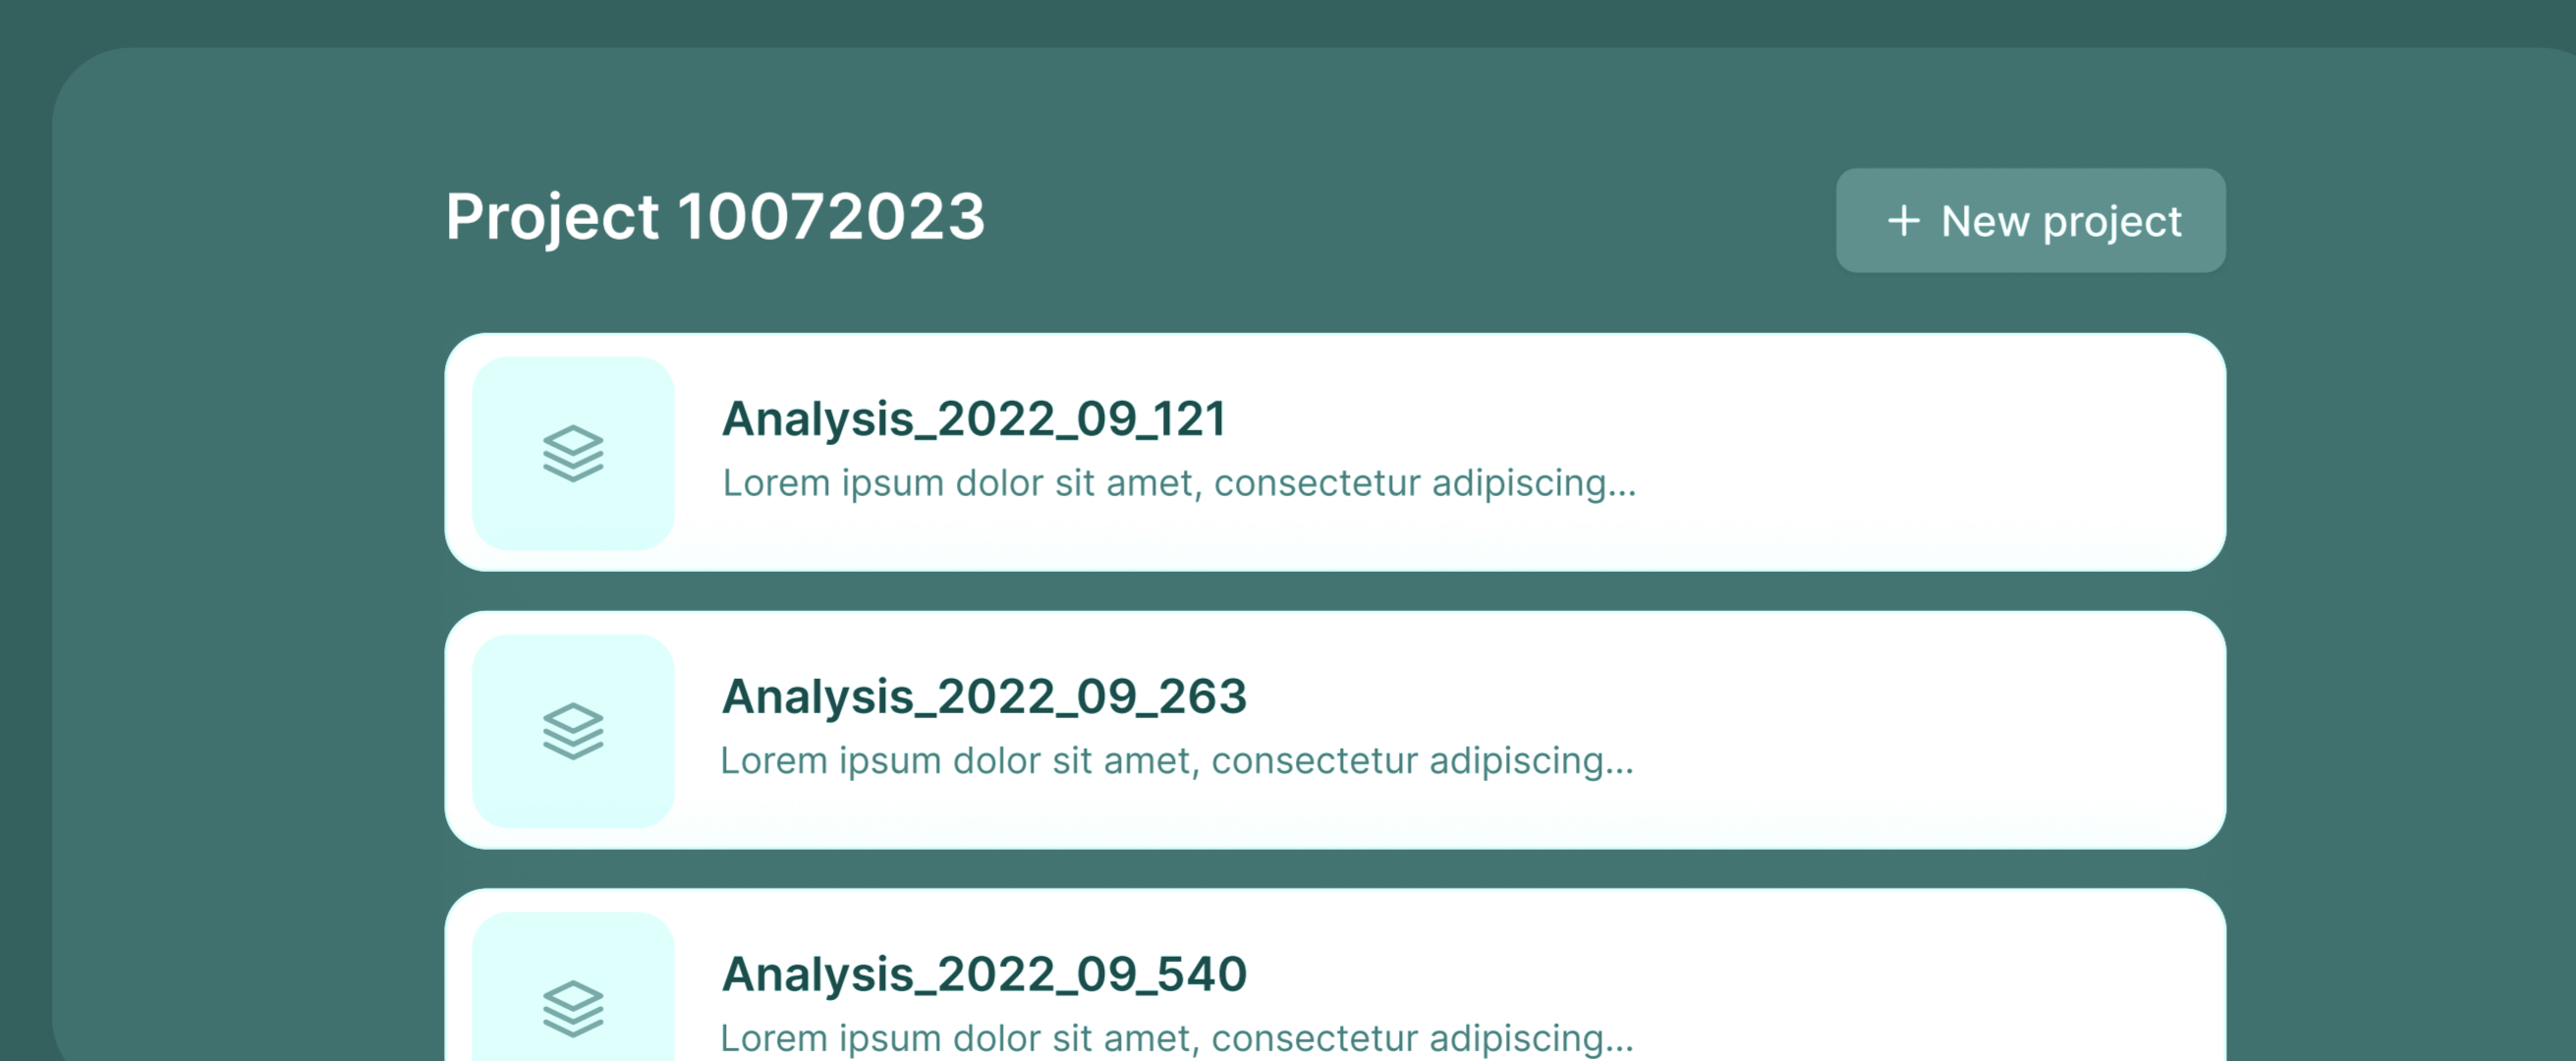 Project 10072023
+ New project
Analysis_2022_09_121
Lorem ipsum dolor sit amet, consectetur adipiscing...
Analysis_2022_09_263
Lorem ipsum dolor sit amet, consectetur adipiscing...
Analysis_2022_09_540
Lorem ipsum dolor sit amet, consectetur adipiscing...